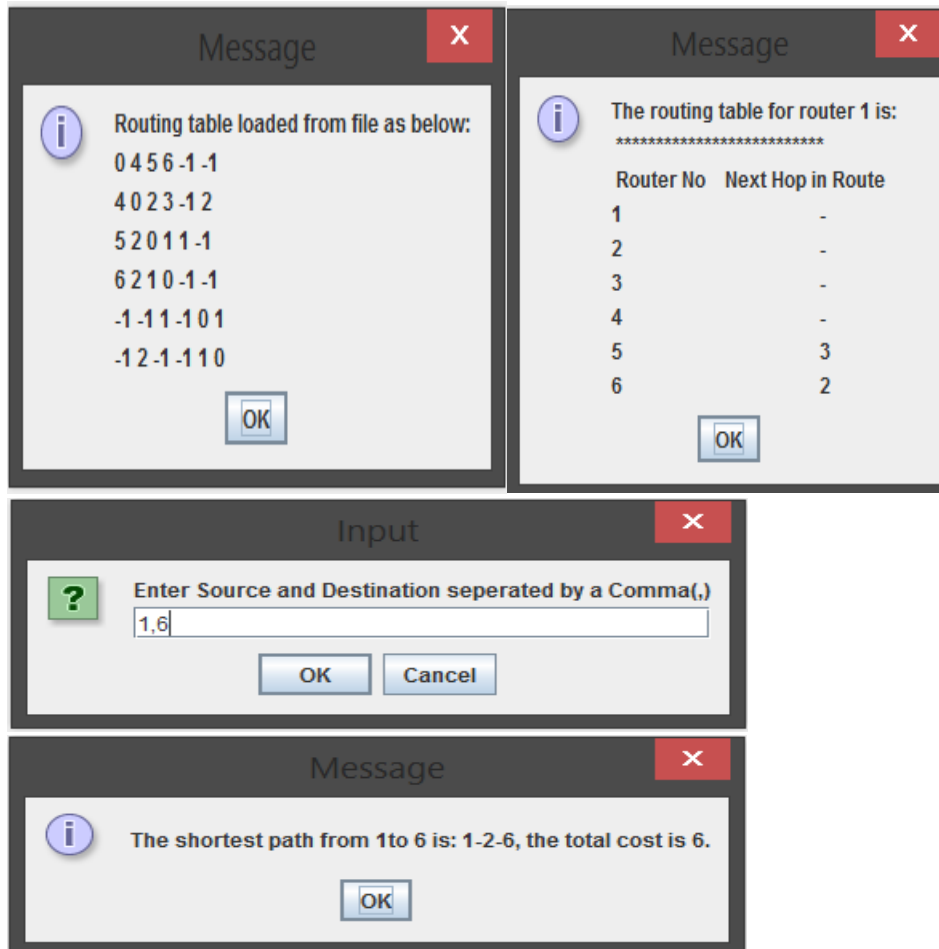 Message
X
Routing table loaded from file as below:
0 4 5 6 -1 -1
4 0 2 3 -1 2
5 2 0 1 1 -1
6 2 1 0 -1 -1
-1 -1 1 -1 0 1
-1 2 -1 -1 1 0
OK
Message
X
The routing table for router 1 is:
**************************
Router No Next Hop in Route
1 -
2 -
3 -
4 -
5 3
6 2
OK
Input
X
?
Enter Source and Destination seperated by a Comma(,)
1,6
OK Cancel
Message
X
The shortest path from 1to 6 is: 1-2-6, the total cost is 6.
OK